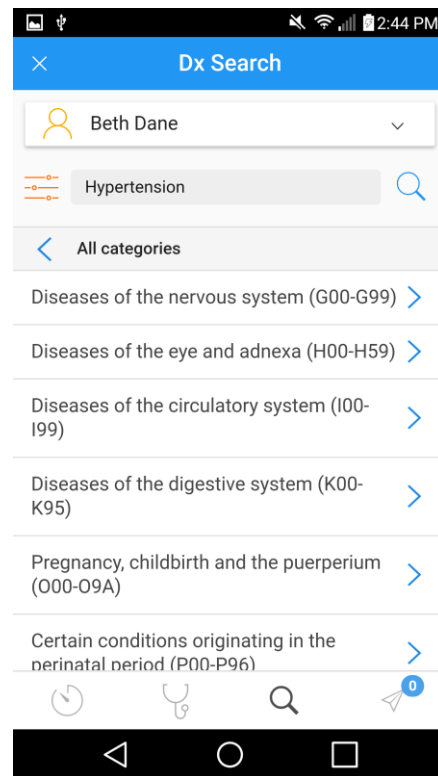 2:44 PM
Dx Search
Beth Dane
Hypertension
All categories
Diseases of the nervous system (G00-G99)
Diseases of the eye and adnexa (H00-H59)
Diseases of the circulatory system (I00-
I99)
Diseases of the digestive system (K00-
K95)
Pregnancy, childbirth and the puerperium
(O00-O9A)
Certain conditions originating in the
perinatal period (P00-P96)
0